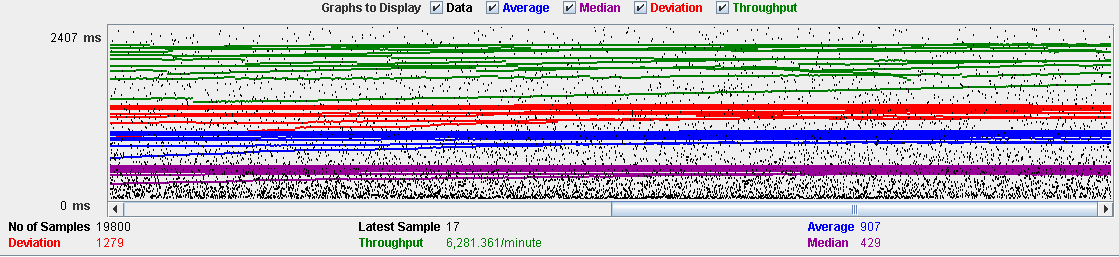 Graphs to Display Data Average Median Deviation Throughput
2407 ms
0 ms
No of Samples 19800 Latest Sample 17 Average 907
Deviation 1279 Throughput 6,281.361/minute Median 429